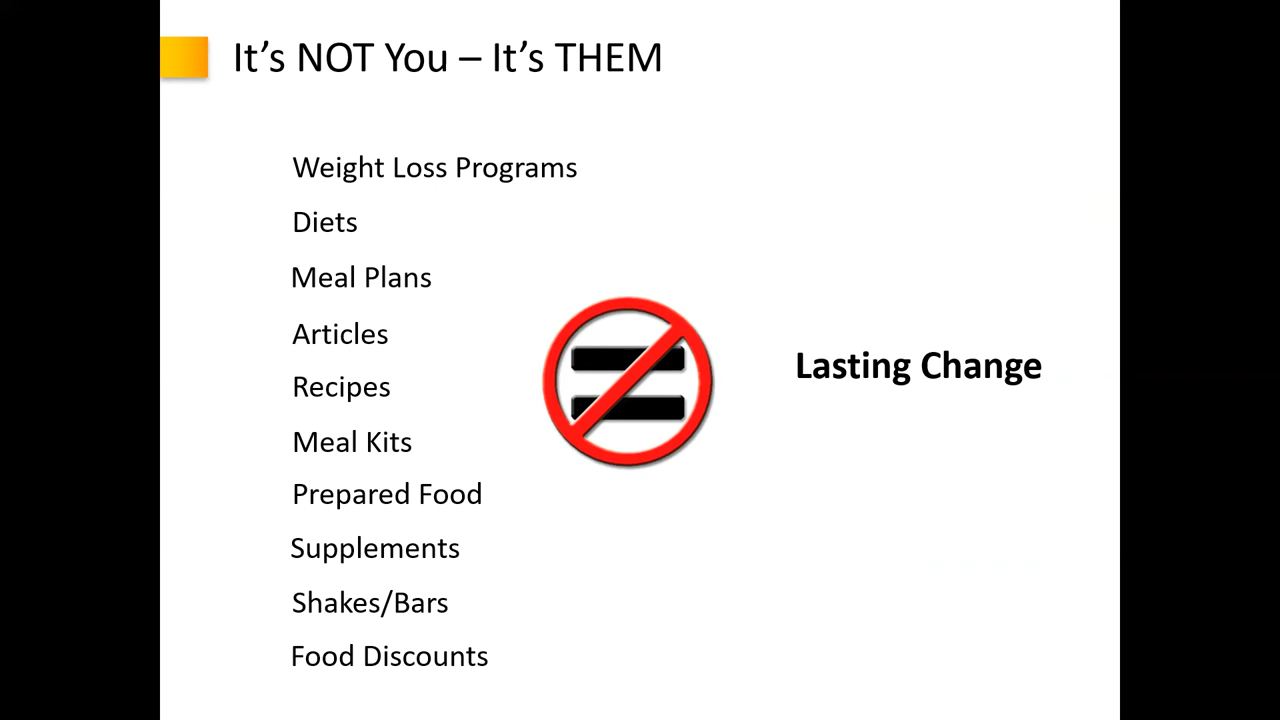 It’s NOT You – It’s THEM
Weight Loss Programs
Diets
Meal Plans
Articles
Recipes
Meal Kits
Prepared Food
Supplements
Shakes/Bars
Food Discounts
Lasting Change